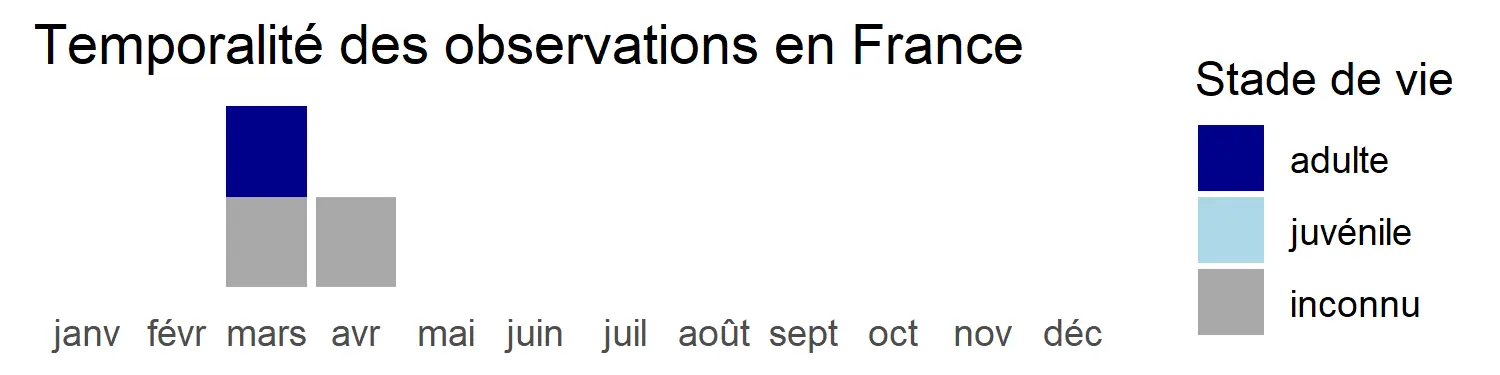 Temporalité des observations en France
janv févr mars avr mai juin juil août sept oct nov déc
Stade de vie
adulte
juvénile
inconnu